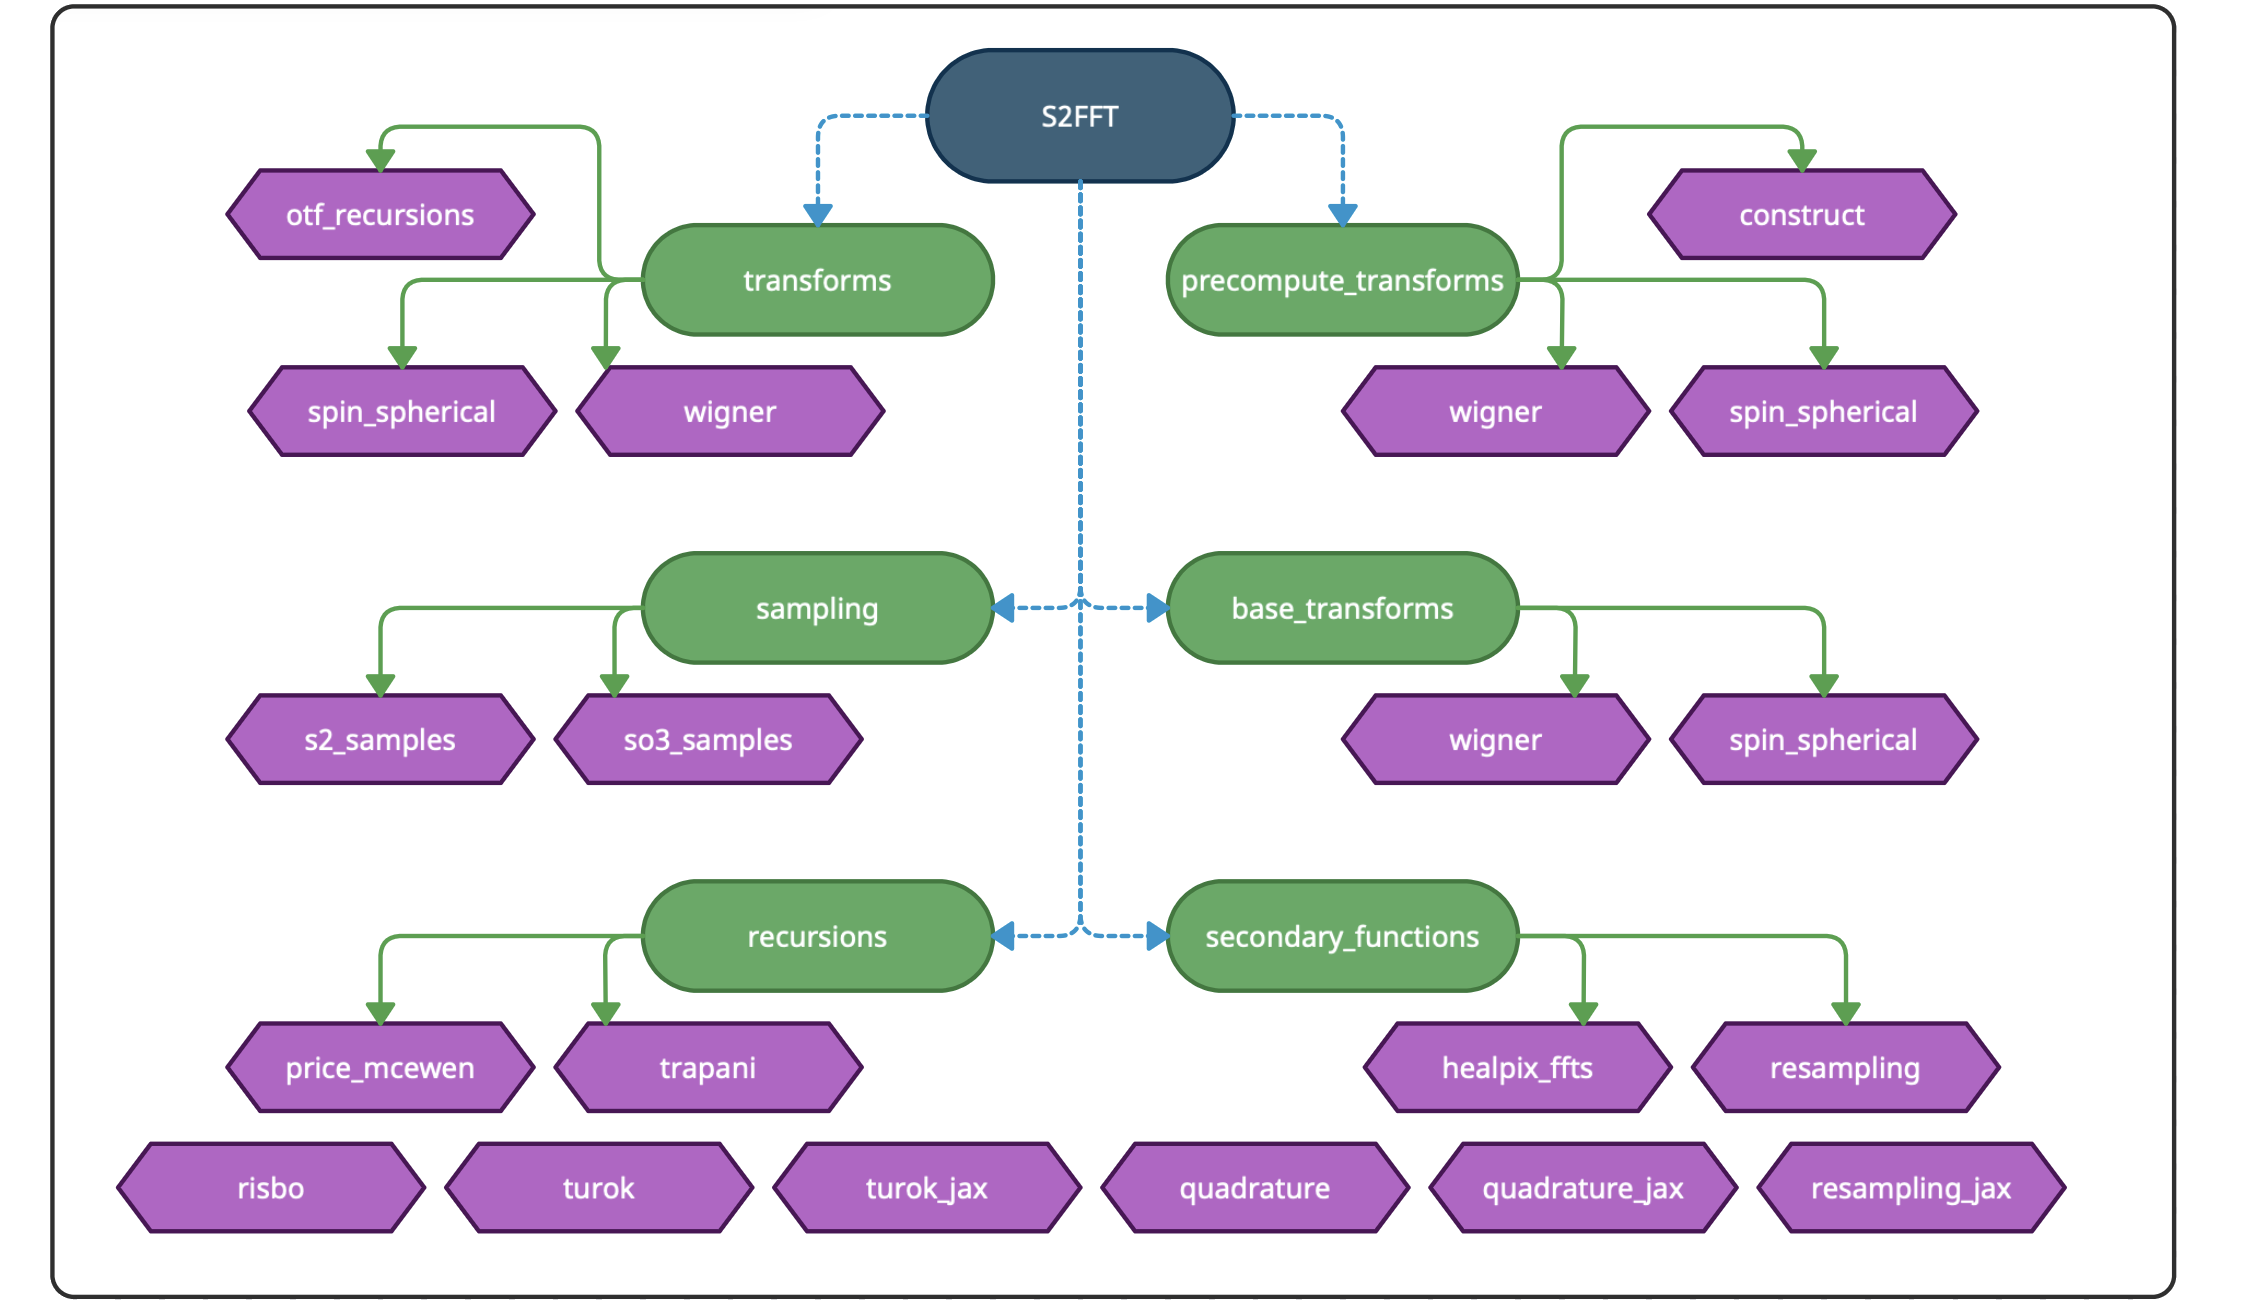 S2FFT
otf_recursions
construct
transforms
precompute_transforms
spin_spherical
wigner
wigner
spin_spherical
sampling
base_transforms
s2_samples
so3_samples
wigner
spin_spherical
recursions
secondary_functions
price_mcewen
trapani
healpix_ffts
resampling
risbo
turok
turok_jax
quadrature
quadrature_jax
resampling_jax